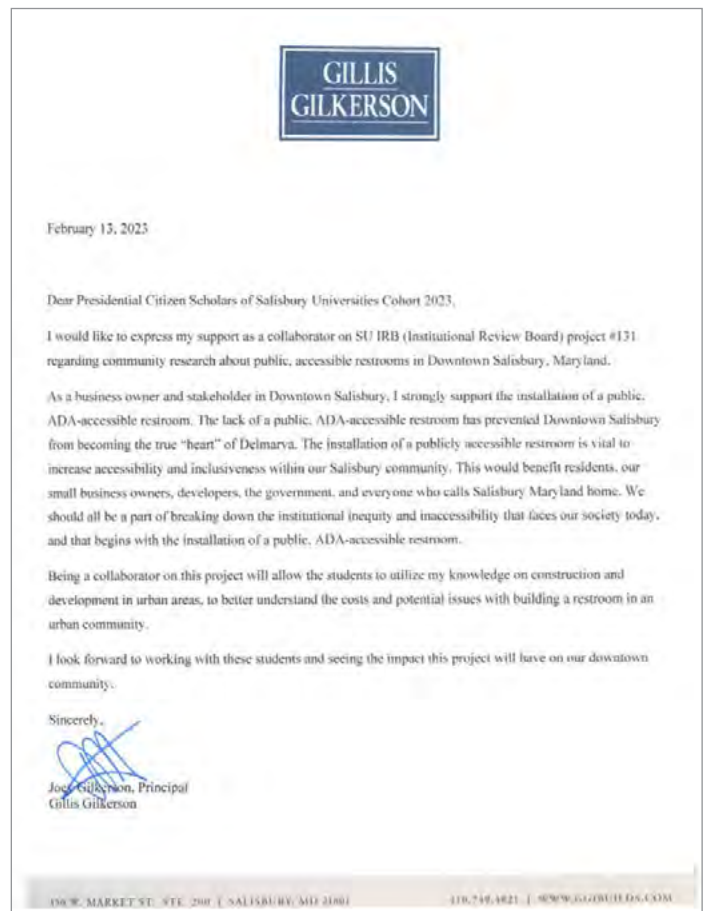 GILLIS
GILKERSON
February 13, 2023
Dear Presidential Citizen Scholars of Salisbury Universities Cohort 2023,
I would like to express my support as a collaborator on SU IRB (Institutional Review Board) project #131
regarding community research about public, accessible restrooms in Downtown Salisbury, Maryland.
As a business owner and stakeholder in Downtown Salisbury, I strongly support the installation of a public,
ADA-accessible restroom. The lack of a public, ADA-accessible restroom has prevented Downtown Salisbury
from becoming the true “heart” of Delmarva. The installation of a publicly accessible restroom is vital to
increase accessibility and inclusiveness within our Salisbury community. This would benefit residents, our
small business owners, developers, the government, and everyone who calls Salisbury Maryland home. We
should all be a part of breaking down the institutional inequity and inaccessibility that faces our society today,
and that begins with the installation of a public, ADA-accessible restroom.
Being a collaborator on this project will allow the students to utilize my knowledge on construction and
development in urban areas, to better understand the costs and potential issues with building a restroom in an
urban community.
I look forward to working with these students and seeing the impact this project will have on our downtown
community.
Sincerely,
Gilkerson, Principal
Gillis Gilkerson
W. MARKET ST. STE. 200 | SALISBURY, MD 21801
410.749.4821 | WWW.GGIBUILDS.COM